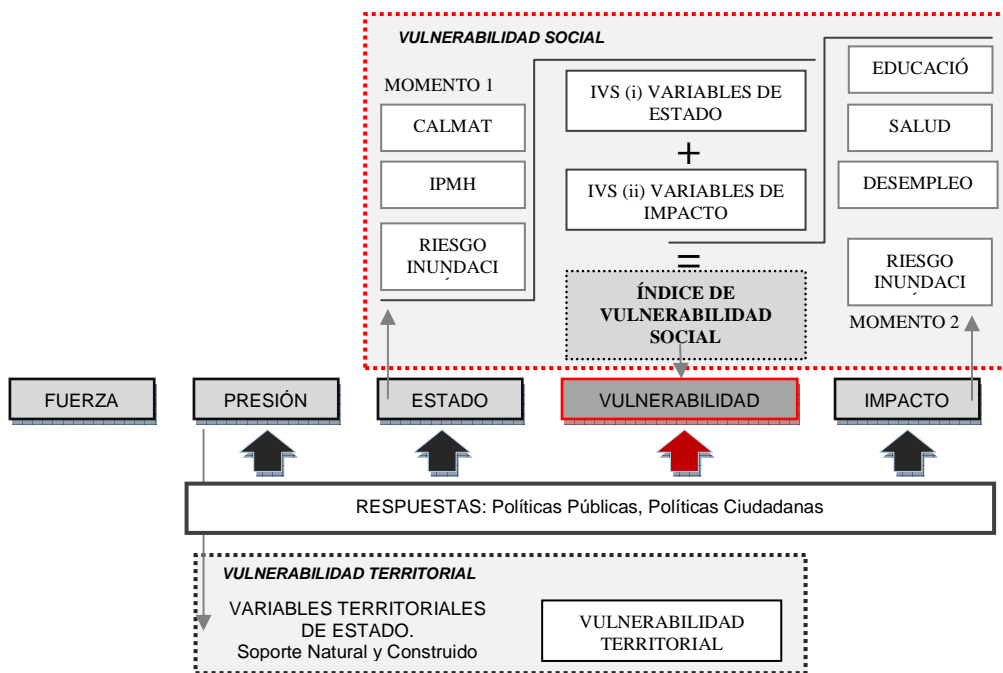 VULNERABILIDAD SOCIAL
MOMENTO 1
CALMAT
IPMH
RIESGO
INUNDACI
IVS (i) VARIABLES DE
ESTADO
+
IVS (ii) VARIABLES DE
IMPACTO
=
ÍNDICE DE
VULNERABILIDAD
SOCIAL
EDUCACIÓ
SALUD
DESEMPLEO
RIESGO
INUNDACI
MOMENTO 2
FUERZA
PRESIÓN
ESTADO
VULNERABILIDAD
IMPACTO
RESPUESTAS: Políticas Públicas, Políticas Ciudadanas
VULNERABILIDAD TERRITORIAL
VARIABLES TERRITORIALES
DE ESTADO.
Soporte Natural y Construido
VULNERABILIDAD
TERRITORIAL